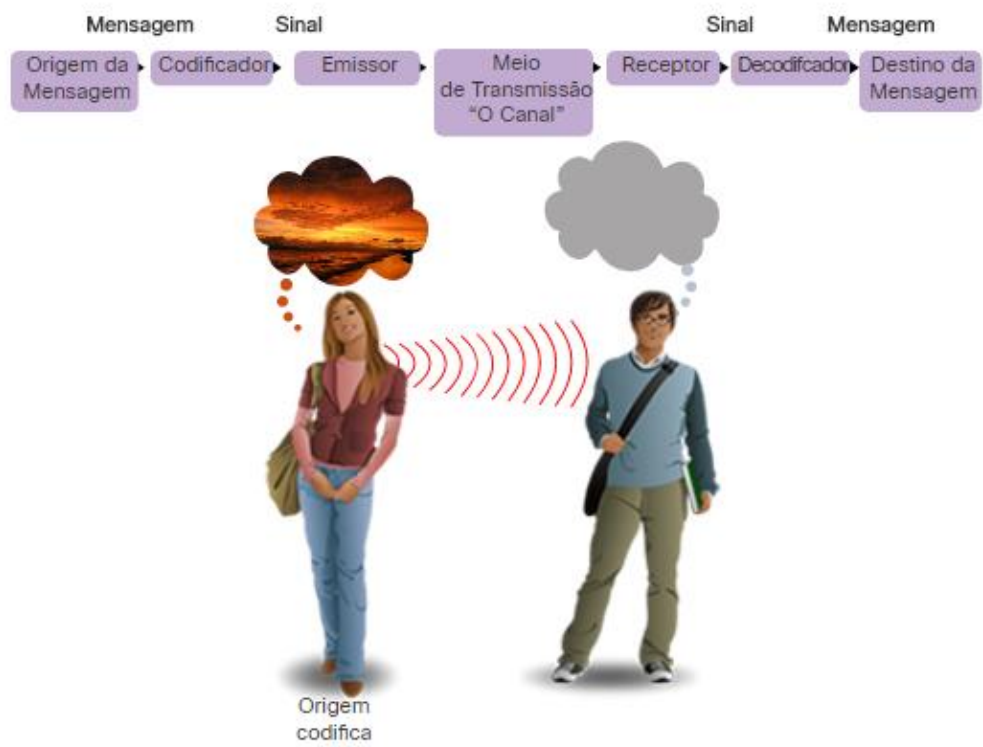 Mensagem Sinal Sinal Mensagem
Origem da
Mensagem
Codificador
Emissor
Meio
de Transmissão
“O Canal”
Receptor
Decodifcador
Destino da
Mensagem
Origem
codifica